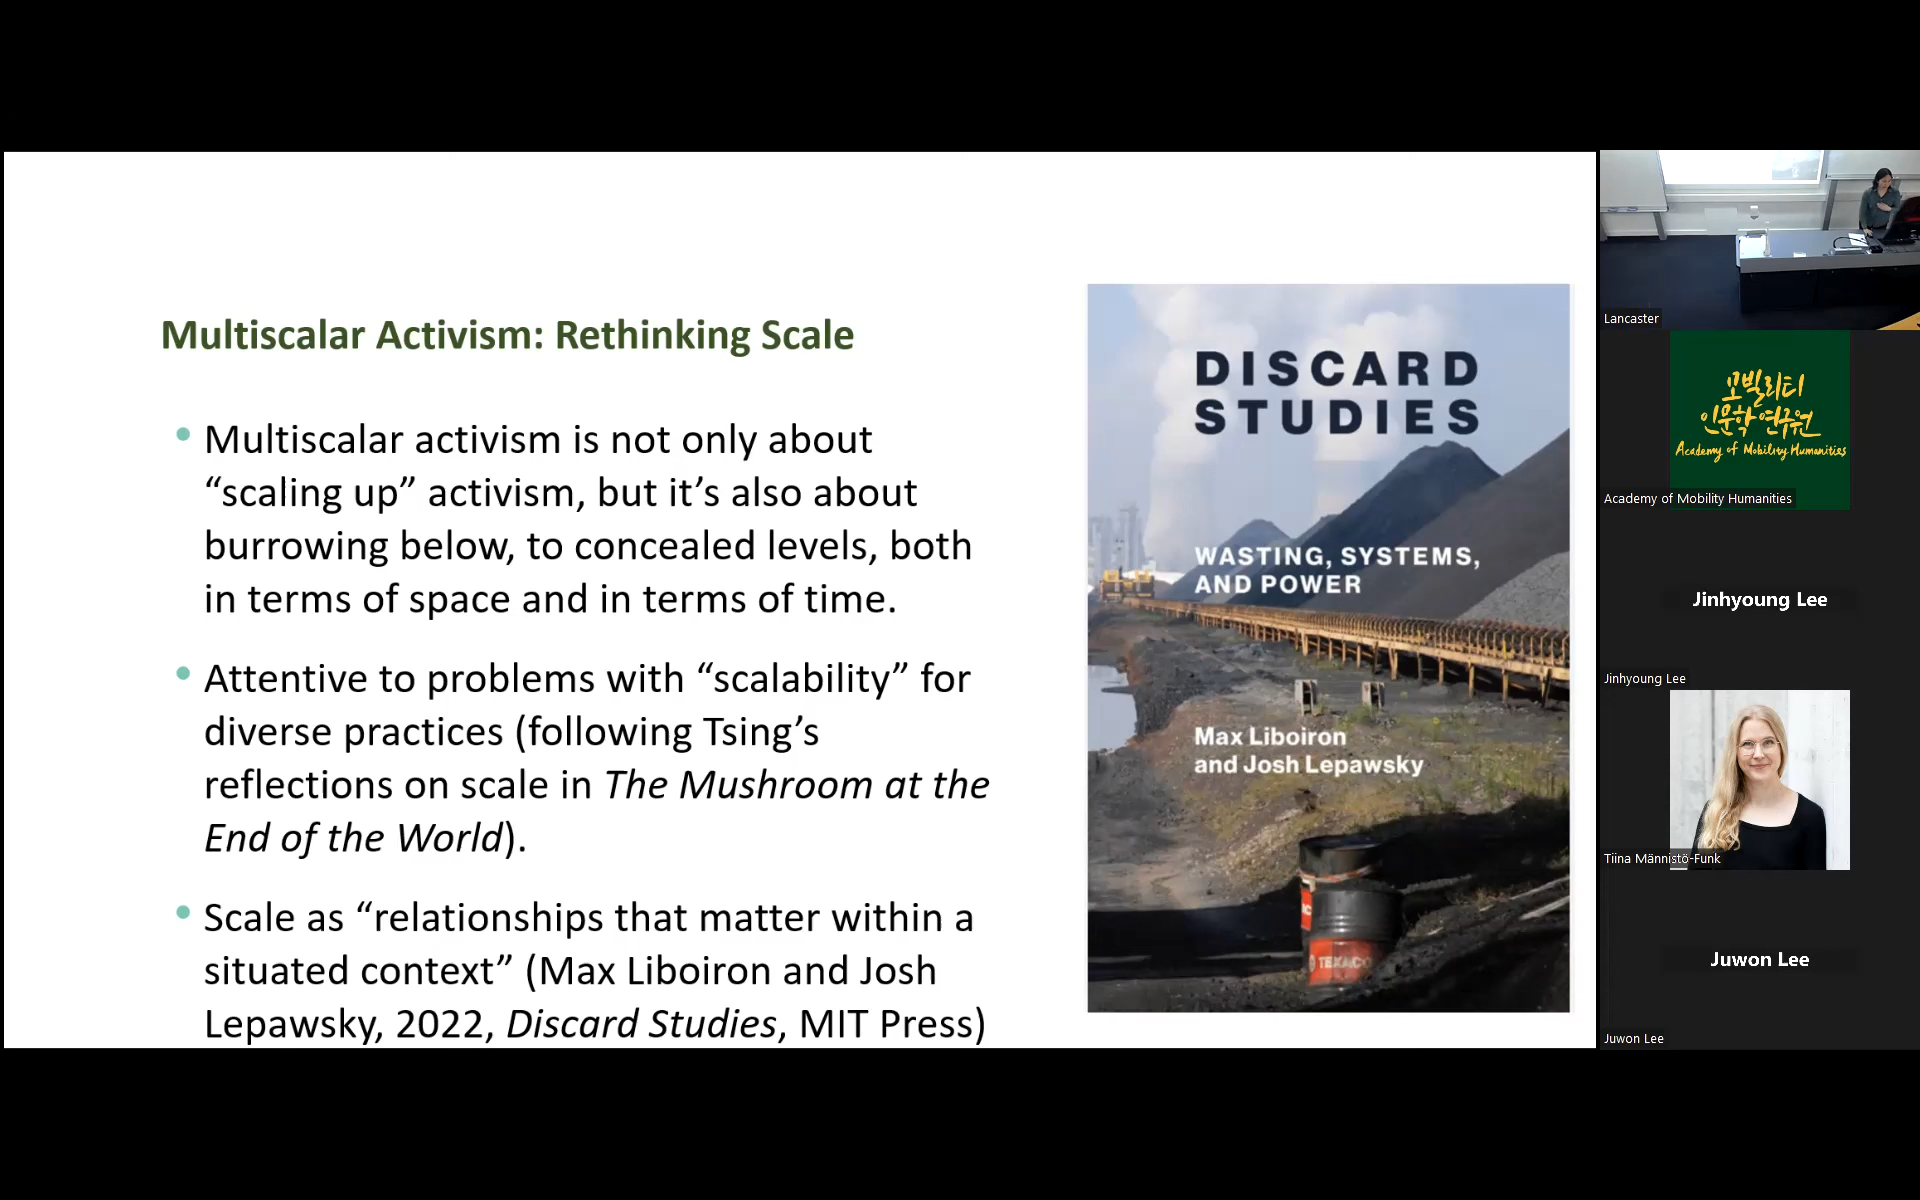 Multiscalar Activism: Rethinking Scale
• Multiscalar activism is not only about
“scaling up” activism, but it’s also about
burrowing below, to concealed levels, both
in terms of space and in terms of time.
• Attentive to problems with “scalability” for
diverse practices (following Tsing’s
reflections on scale in The Mushroom at the
End of the World).
• Scale as “relationships that matter within a
situated context” (Max Liboiron and Josh
Lepawsky, 2022, Discard Studies, MIT Press)
DISCARD
STUDIES
WASTING, SYSTEMS,
AND POWER
Max Liboiron
and Josh Lepawsky
TEXACO
Lancaster
모빌리티
인문학 연구원
Academy of Mobility Humanities
Academy of Mobility Humanities
Jinhyoung Lee
Jinhyoung Lee
Tiina Männistö-Funk
Juwon Lee
Juwon Lee